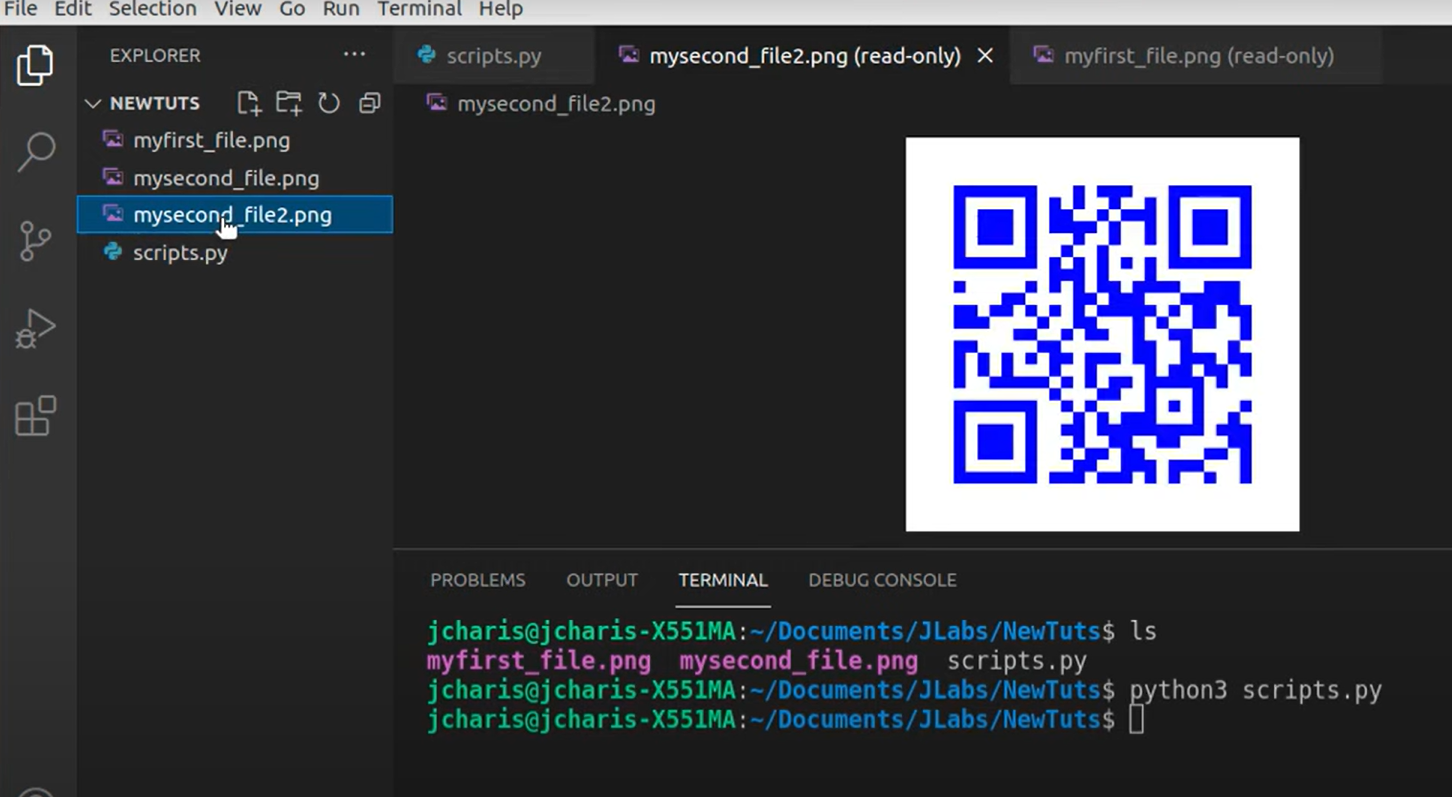 File Edit Selection View Go Run Terminal Help
EXPLORER ...
scripts.py
mysecond_file2.png (read-only)
myfirst_file.png (read-only)
NEWTUTS
mysecond_file2.png
myfirst_file.png
mysecond_file.png
mysecond_file2.png
scripts.py
PROBLEMS OUTPUT TERMINAL DEBUG CONSOLE
jcharis@jcharis-X551MA:~/Documents/JLabs/NewTuts$ ls
myfirst_file.png mysecond_file.png scripts.py
jcharis@jcharis-X551MA:~/Documents/JLabs/NewTuts$ python3 scripts.py
jcharis@jcharis-X551MA:~/Documents/JLabs/NewTuts$